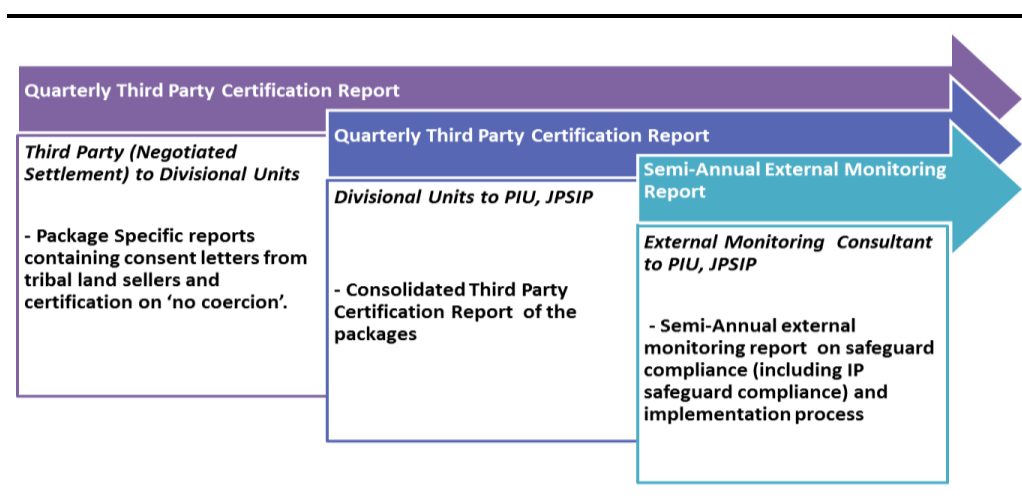 Quarterly Third Party Certification Report
Third Party (Negotiated
Settlement) to Divisional Units
- Package Specific reports
containing consent letters from
tribal land sellers and
certification on ‘no coercion’.
Quarterly Third Party Certification Report
Divisional Units to PIU, JPSIP
- Consolidated Third Party
Certification Report of the
packages
Semi-Annual External Monitoring
Report
External Monitoring Consultant
to PIU, JPSIP
- Semi-Annual external
monitoring report on safeguard
compliance (including IP
safeguard compliance) and
implementation process